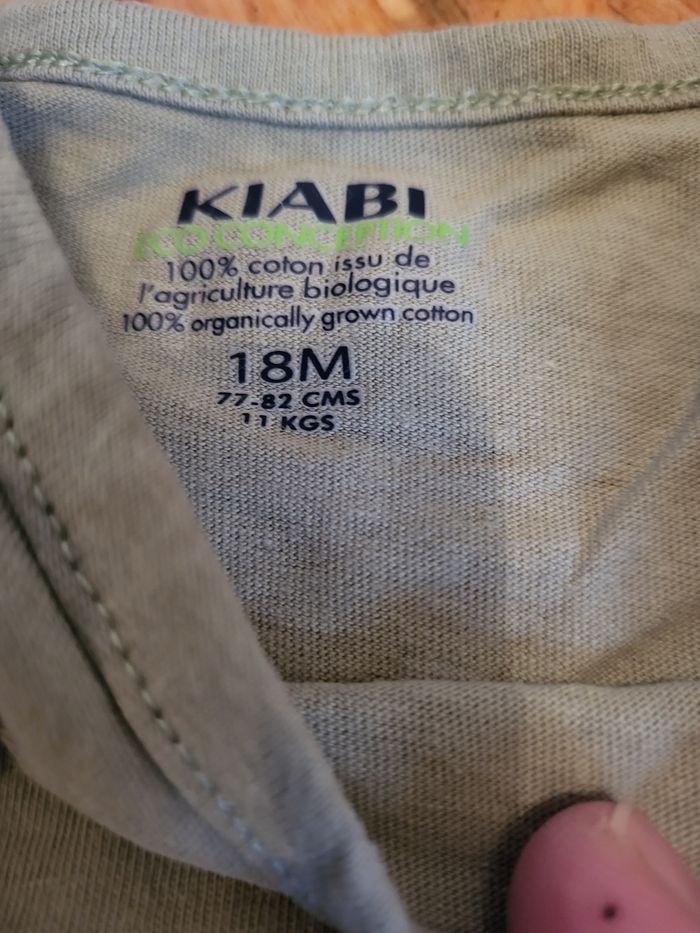 KIABI
ECO CONCEPTION
100% coton issu de
l'agriculture biologique
100% organically grown cotton
18M
77-82 CMS
11 KGS